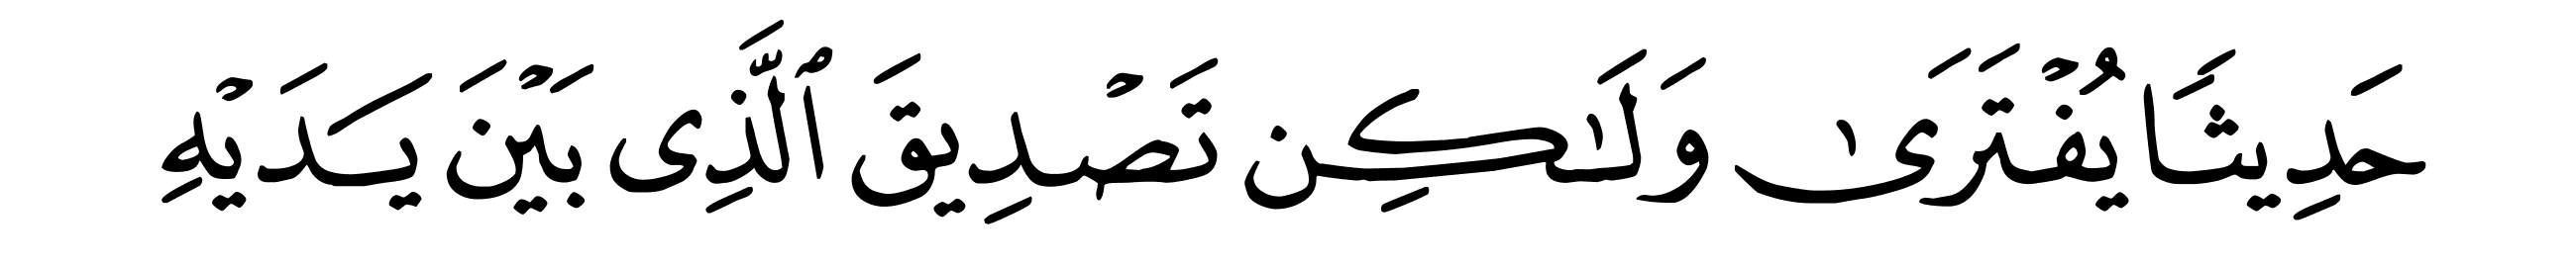 حَدِيثًا يُفْتَرَىٰ وَلَـٰكِن تَصْدِيقَ ٱلَّذِى بَيْنَ يَدَيْهِ